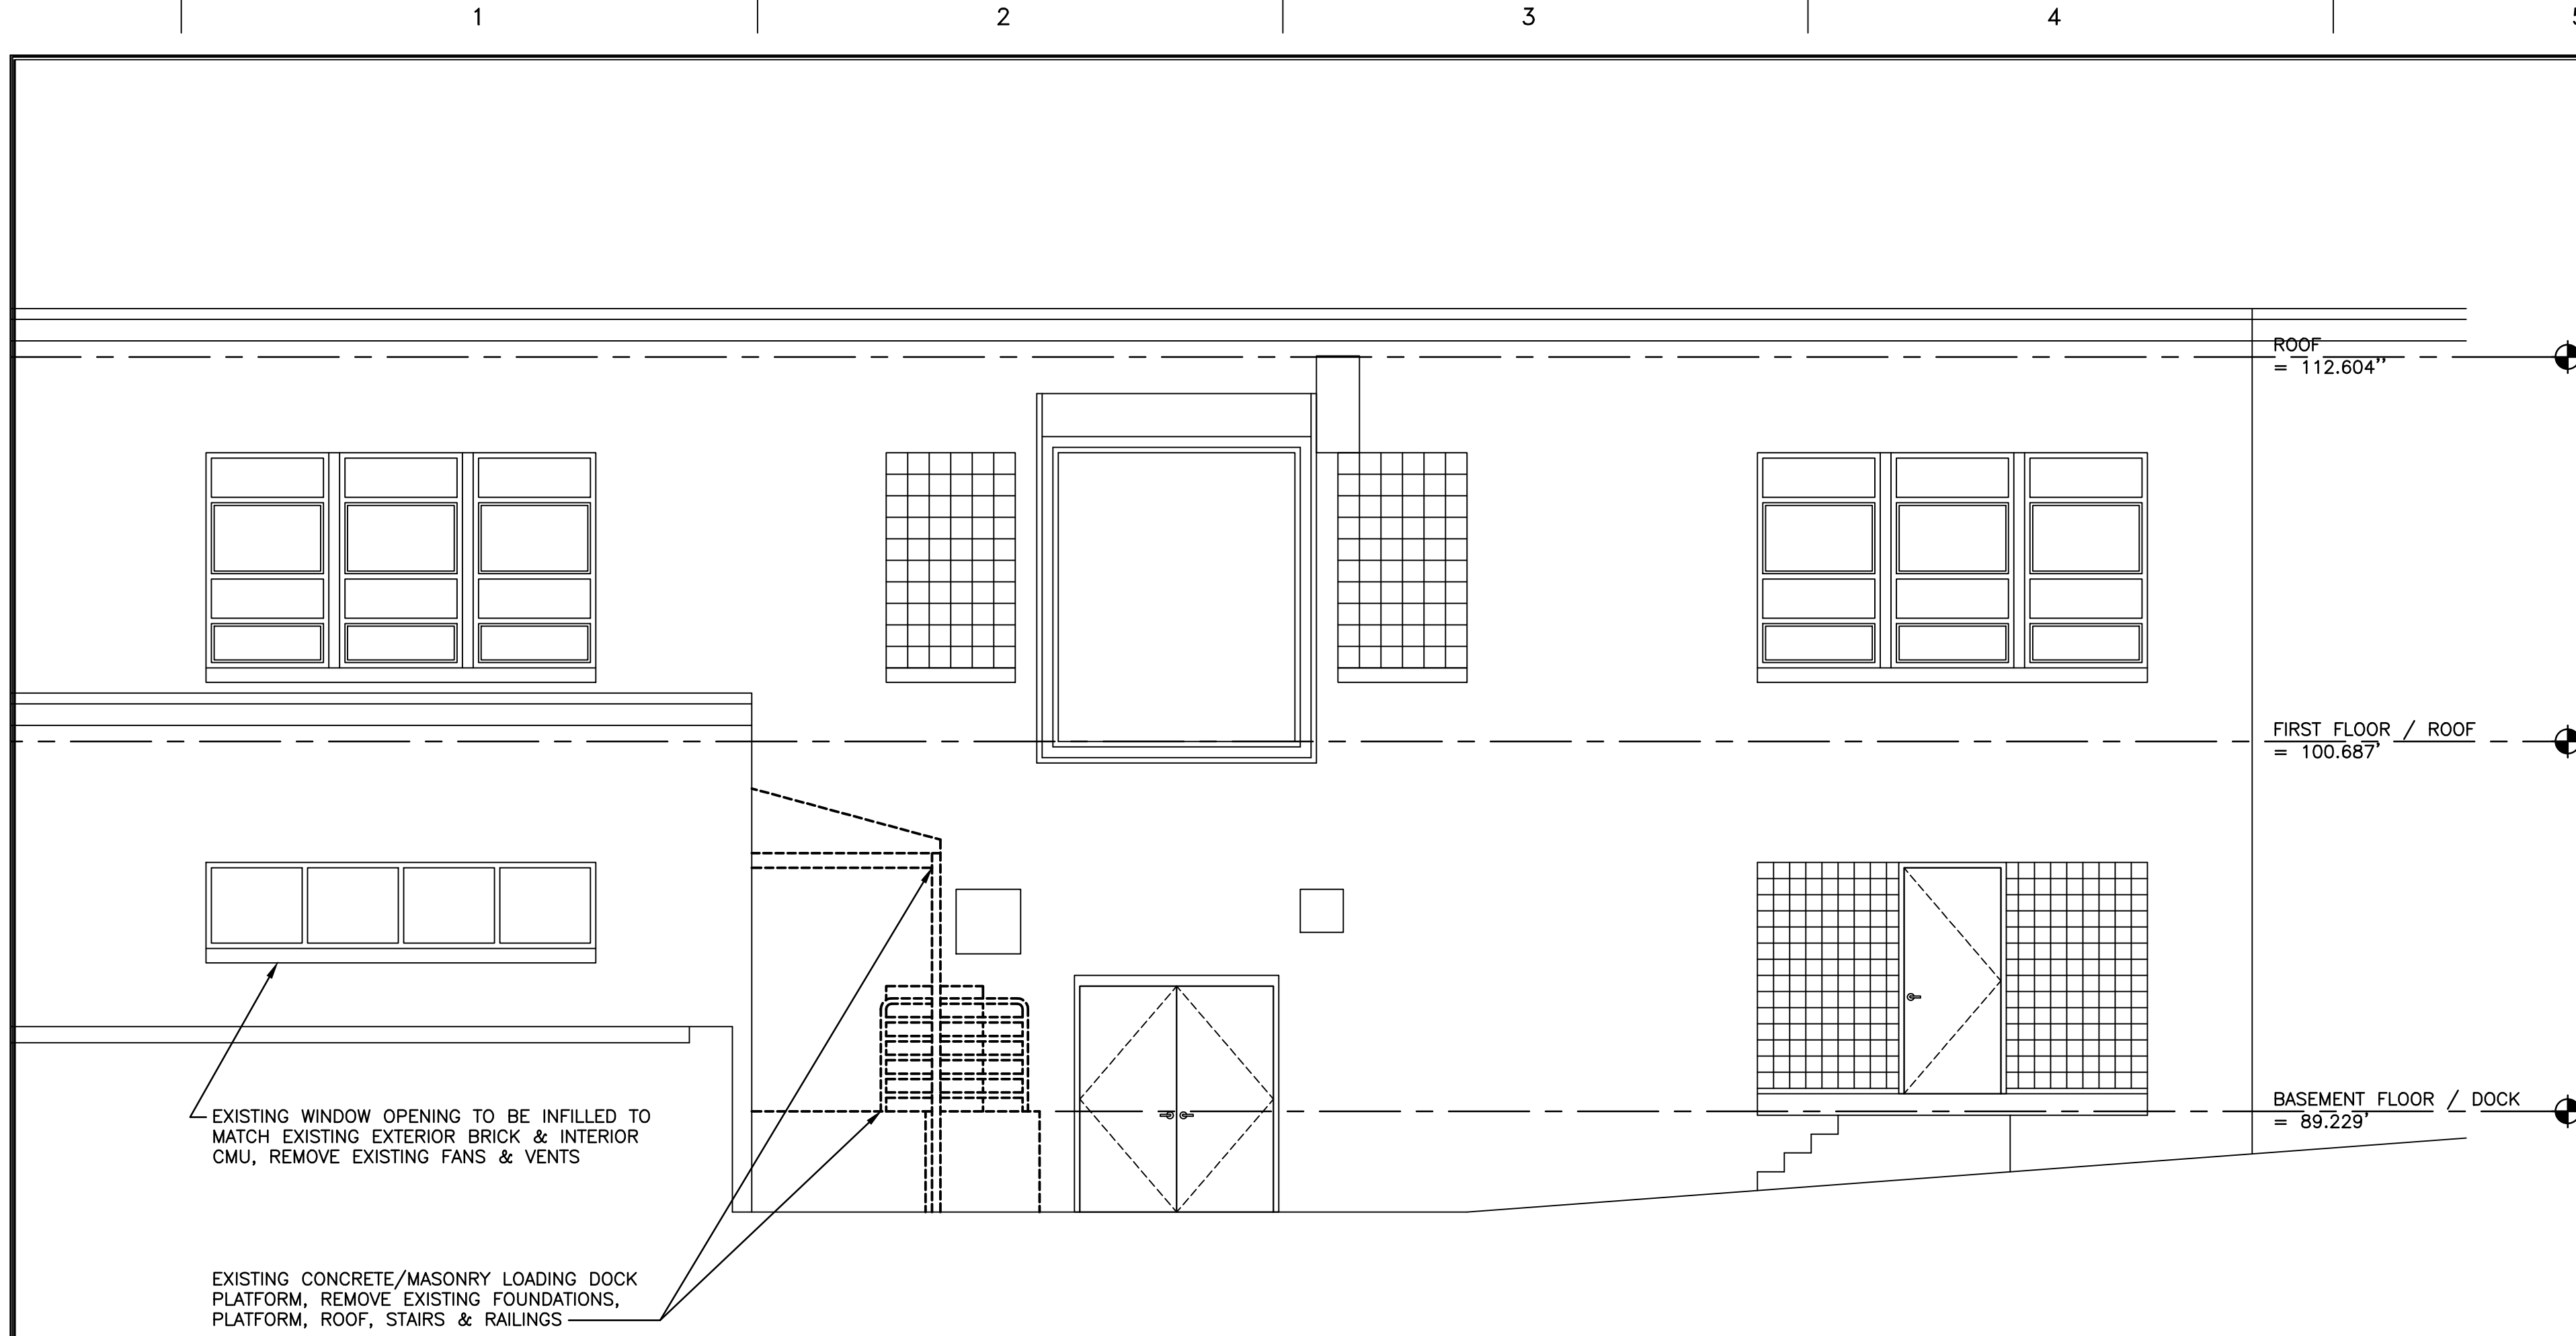 1 2 3 4
ROOF
= 112.604"
FIRST FLOOR / ROOF
= 100.687'
BASEMENT FLOOR / DOCK
= 89.229'
EXISTING WINDOW OPENING TO BE INFILLED TO
MATCH EXISTING EXTERIOR BRICK & INTERIOR
CMU, REMOVE EXISTING FANS & VENTS
EXISTING CONCRETE/MASONRY LOADING DOCK
PLATFORM, REMOVE EXISTING FOUNDATIONS,
PLATFORM, ROOF, STAIRS & RAILINGS